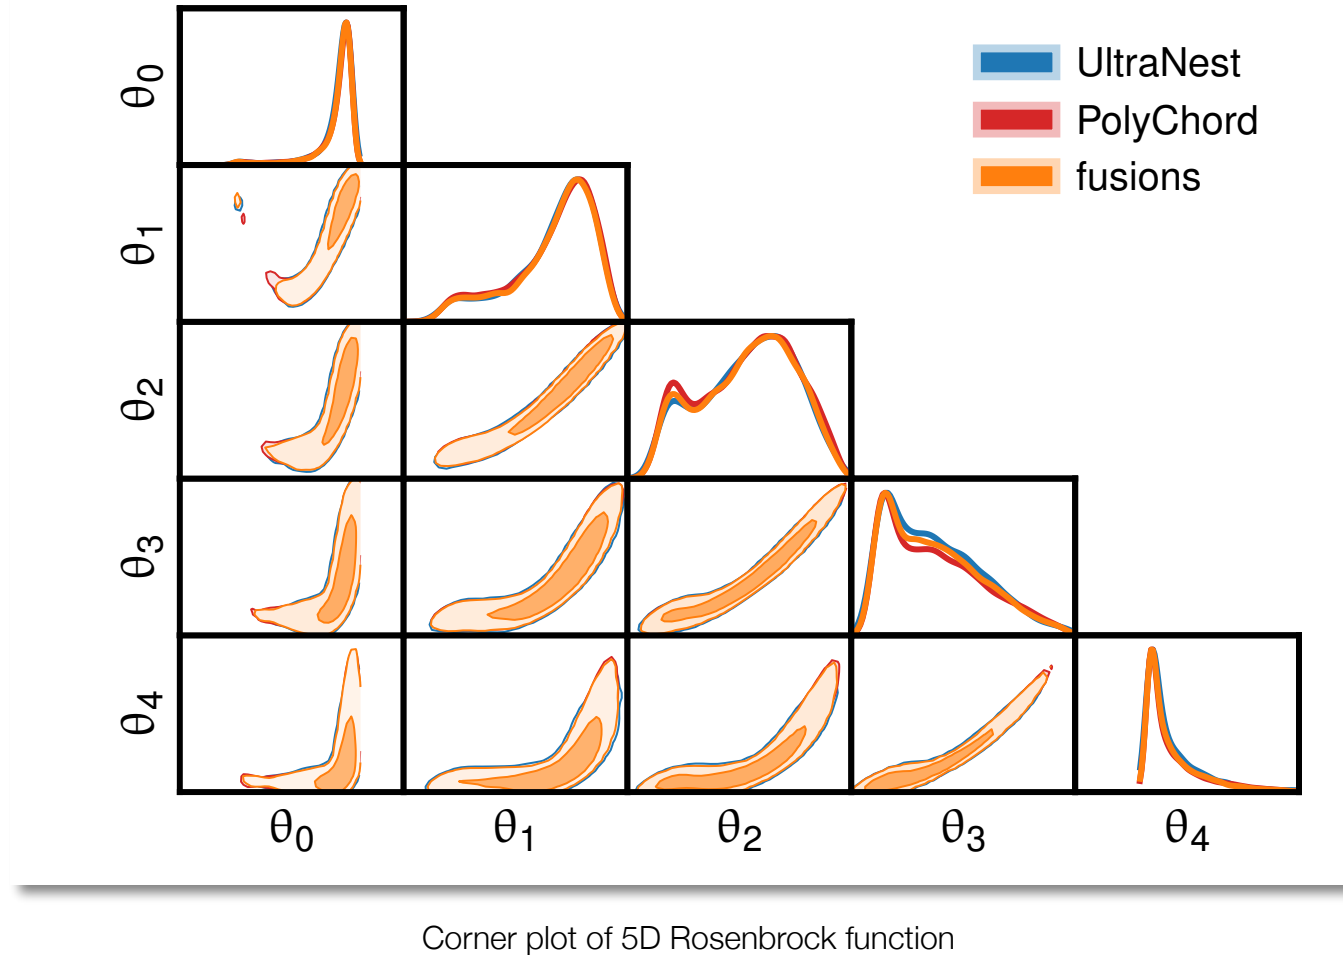 θ0
UltraNest
PolyChord
fusions
θ1
θ2
θ3
θ4
θ0 θ1 θ2 θ3 θ4
Corner plot of 5D Rosenbrock function